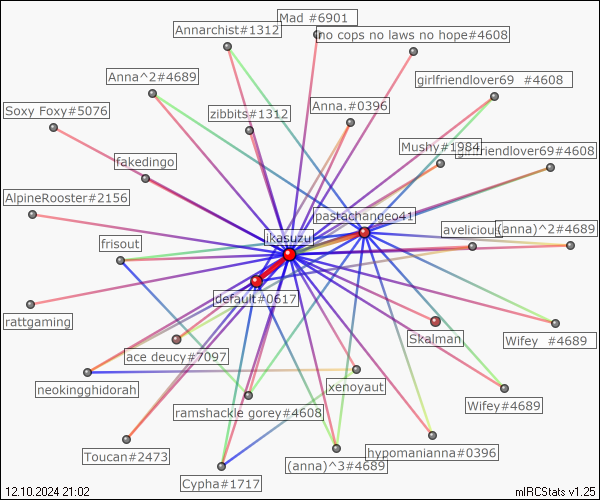 Mad #6901
Annarchist#1312
no cops no laws no hope#4608
Anna^2#4689
girlfriendlover69 #4608
Soxy Foxy#5076
zibbits#1312
Anna.#0396
Mushy#1984
girlfriendlover69#4608
fakedingo
AlpineRooster#2156
pastachangeo41
frisout
ikasuzu
avelicious
(anna)^2#4689
default#0617
rattgaming
Skalman
Wifey #4689
ace deucy#7097
neokingghidorah
xenoyaut
ramshackle gorey#4608
Wifey#4689
Toucan#2473
hypomanianna#0396
Cypha#1717
(anna)^3#4689
12.10.2024 21:02
mIRCStats v1.25